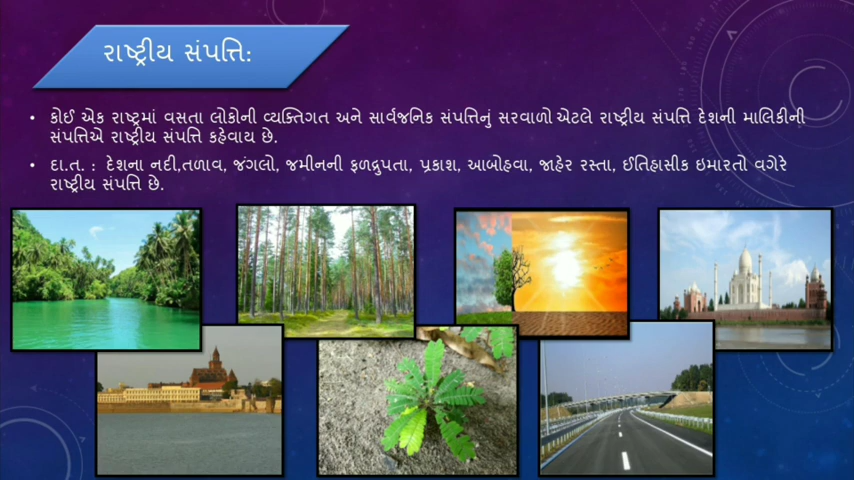 રાષ્ટ્રીય સંપત્તિ:
• કોઈ એક રાષ્ટ્રમાં વસતા લોકોની વ્યક્તિગત અને સાર્વજનિક સંપત્તિનું સરવાળો એટલે રાષ્ટ્રીય સંપત્તિ દેશની માલિકીની
સંપત્તિએ રાષ્ટ્રીય સંપત્તિ કહેવાય છે.
• દા.ત. : દેશના નદી,તળાવ, જંગલો, જમીનની ફળદ્રુપતા, પ્રકાશ, આબોહવા, જાહેર રસ્તા, ઈતિહાસીક ઇમારતો વગેરે
રાષ્ટ્રીય સંપત્તિ છે.